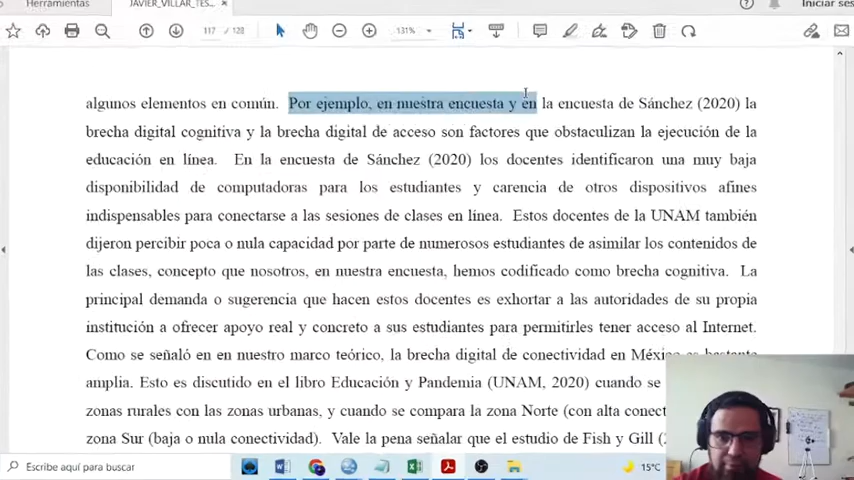 Herramientas
JAVIER_VILLAR_TES...
Iniciar ses
117 / 128
131%
algunos elementos en común. Por ejemplo, en nuestra encuesta y en la encuesta de Sánchez (2020) la
brecha digital cognitiva y la brecha digital de acceso son factores que obstaculizan la ejecución de la
educación en línea. En la encuesta de Sánchez (2020) los docentes identificaron una muy baja
disponibilidad de computadoras para los estudiantes y carencia de otros dispositivos afines
indispensables para conectarse a las sesiones de clases en línea. Estos docentes de la UNAM también
dijeron percibir poca o nula capacidad por parte de numerosos estudiantes de asimilar los contenidos de
las clases, concepto que nosotros, en nuestra encuesta, hemos codificado como brecha cognitiva. La
principal demanda o sugerencia que hacen estos docentes es exhortar a las autoridades de su propia
institución a ofrecer apoyo real y concreto a sus estudiantes para permitirles tener acceso al Internet.
Como se señaló en en nuestro marco teórico, la brecha digital de conectividad en México es bastante
amplia. Esto es discutido en el libro Educación y Pandemia (UNAM, 2020) cuando se
zonas rurales con las zonas urbanas, y cuando se compara la zona Norte (con alta conect
zona Sur (baja o nula conectividad). Vale la pena señalar que el estudio de Fish y Gill (2
Escribe aquí para buscar
15°C